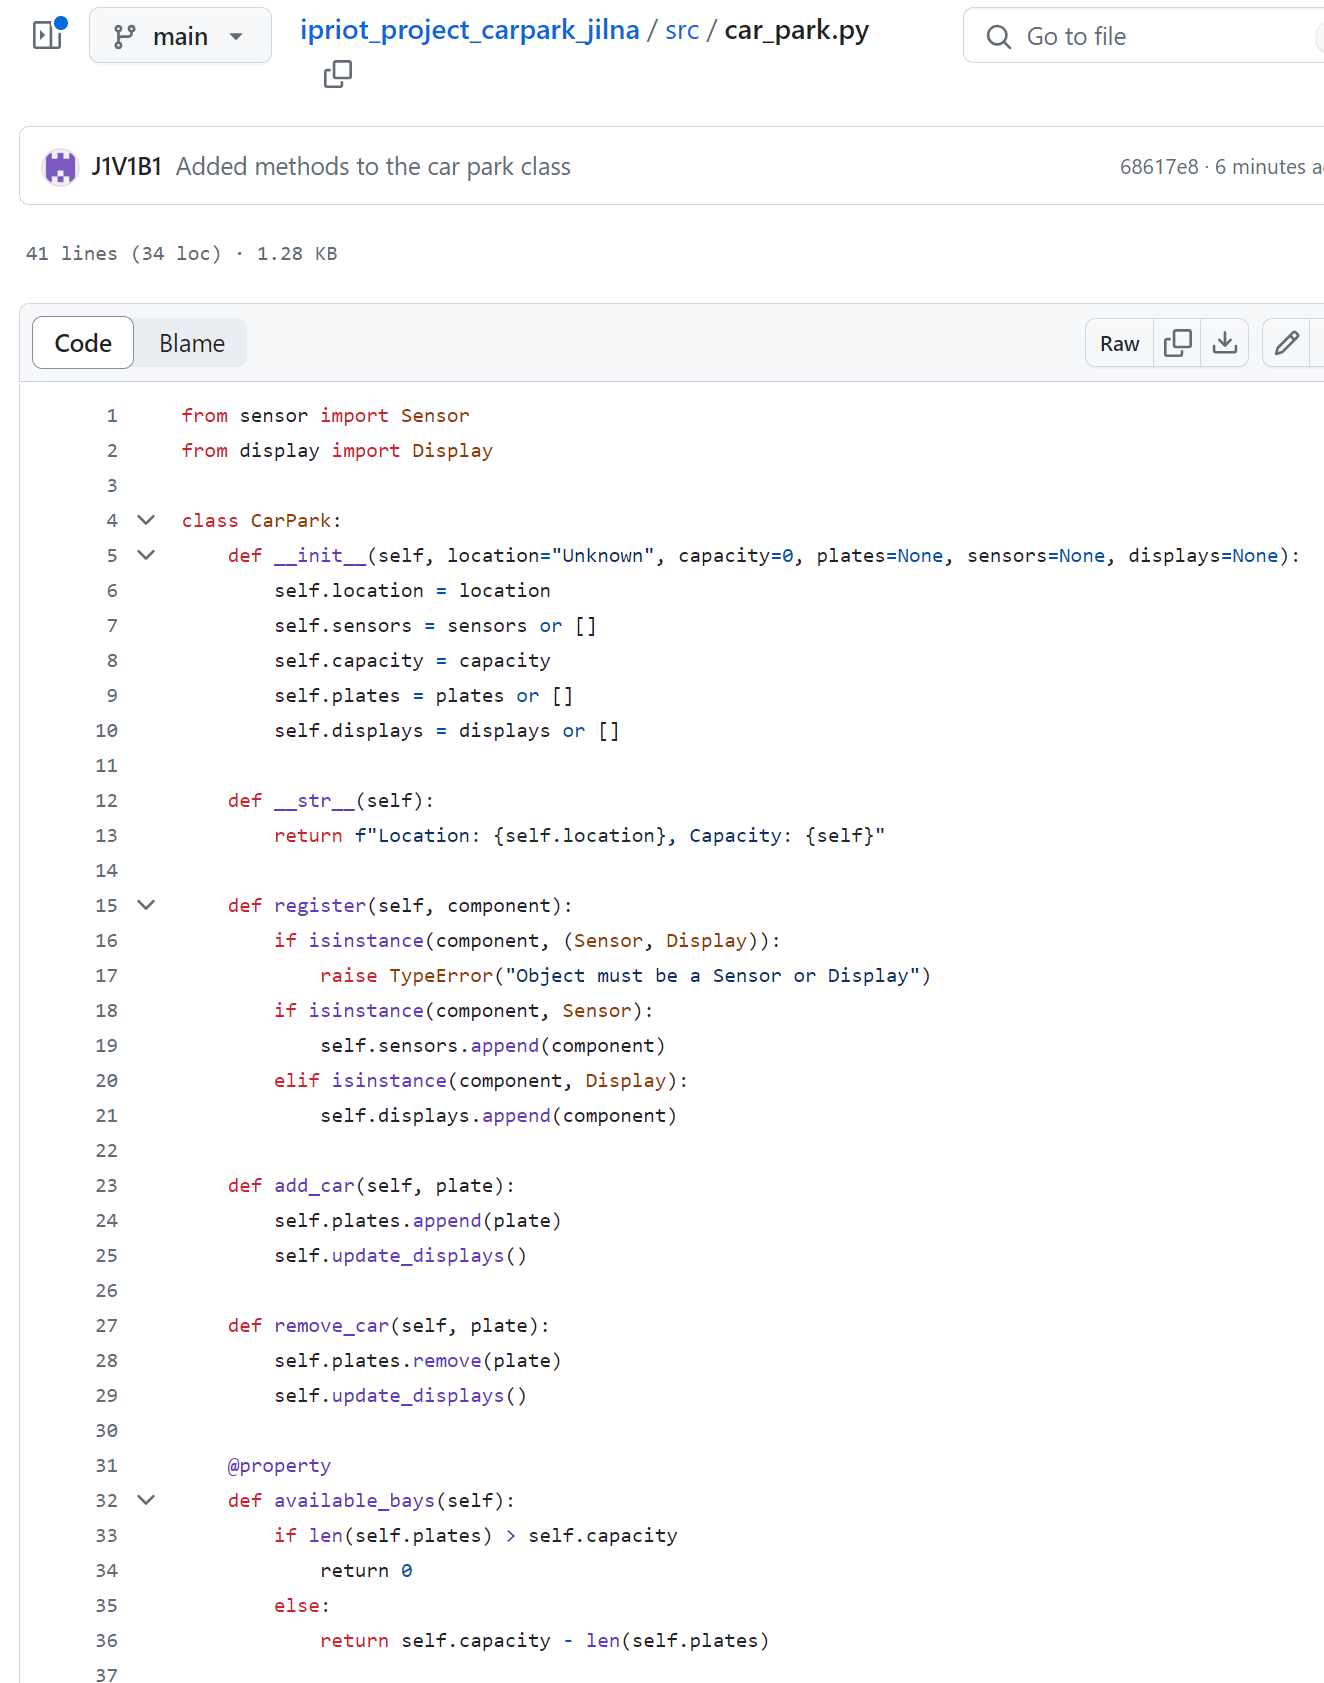 main
ipriot_project_carpark_jilna / src / car_park.py
Go to file
J1V1B1 Added methods to the car park class
68617e8 · 6 minutes
41 lines (34 loc) · 1.28 KB
Code
Blame
Raw
1 from sensor import Sensor
2 from display import Display
3
4 class CarPark:
5     def __init__(self, location="Unknown", capacity=0, plates=None, sensors=None, displays=None):
6         self.location = location
7         self.sensors = sensors or []
8         self.capacity = capacity
9         self.plates = plates or []
10         self.displays = displays or []
11
12     def __str__(self):
13         return f"Location: {self.location}, Capacity: {self}"
14
15     def register(self, component):
16         if isinstance(component, (Sensor, Display)):
17             raise TypeError("Object must be a Sensor or Display")
18         if isinstance(component, Sensor):
19             self.sensors.append(component)
20         elif isinstance(component, Display):
21             self.displays.append(component)
22
23     def add_car(self, plate):
24         self.plates.append(plate)
25         self.update_displays()
26
27     def remove_car(self, plate):
28         self.plates.remove(plate)
29         self.update_displays()
30
31     @property
32     def available_bays(self):
33         if len(self.plates) > self.capacity
34             return 0
35         else:
36             return self.capacity - len(self.plates)
37